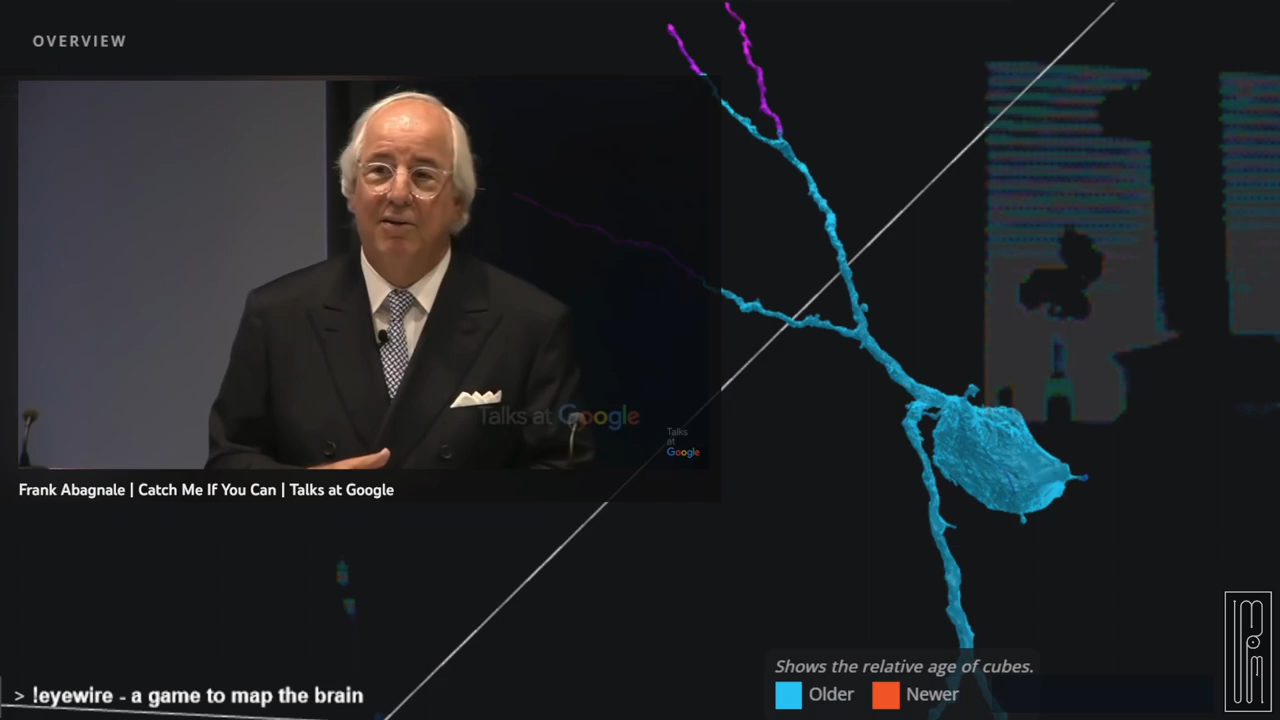 OVERVIEW
Talks at Google
Talks
at
Google
Frank Abagnale | Catch Me If You Can | Talks at Google
Shows the relative age of cubes.
Older
Newer
> !eyewire - a game to map the brain